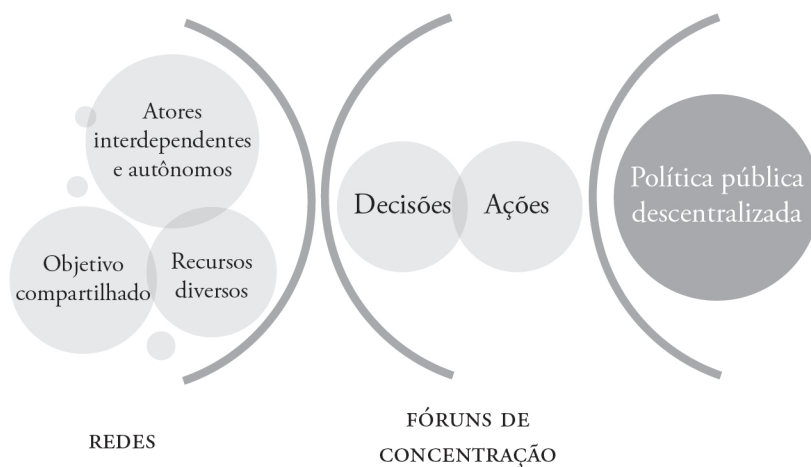 Atores
interdependentes
e autônomos
Objetivo
compartilhado
Recursos
diversos
Decisões
Ações
Política pública
descentralizada
REDES
FÓRUNS DE
CONCENTRAÇÃO